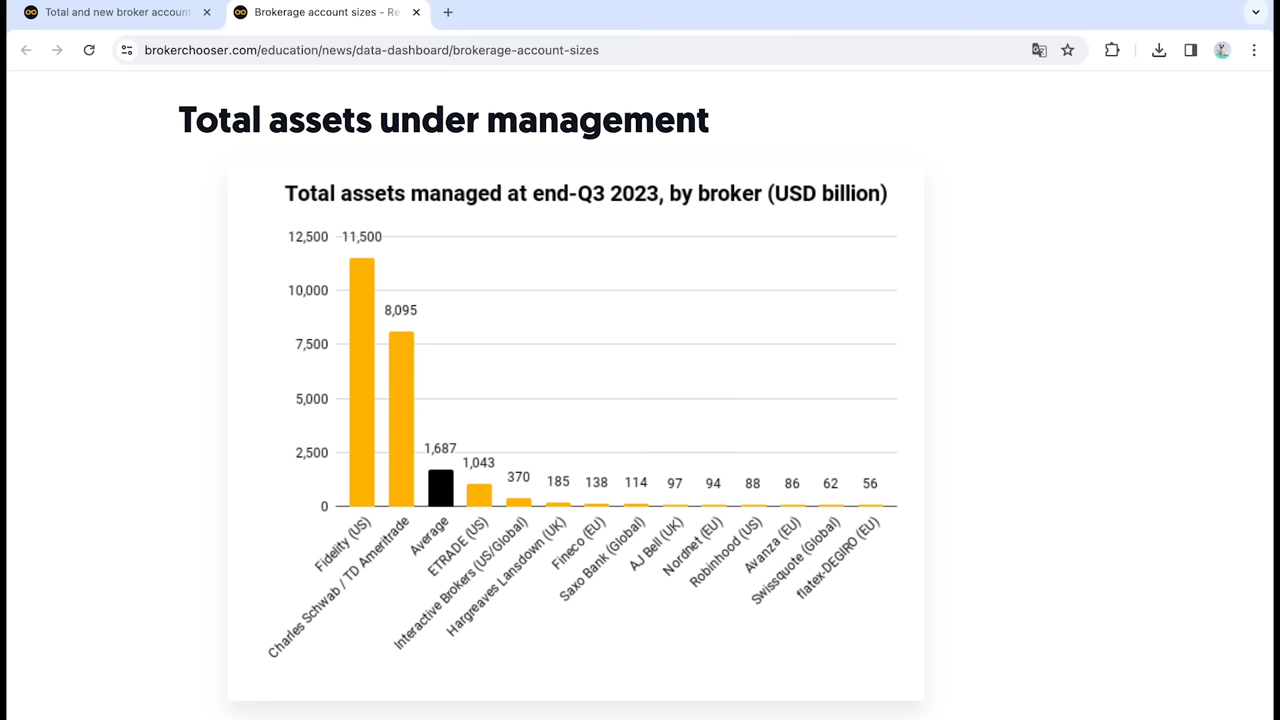 Total and new broker accoun
Brokerage account sizes - Re
brokerchooser.com/education/news/data-dashboard/brokerage-account-sizes
Total assets under management
Total assets managed at end-Q3 2023, by broker (USD billion)
12,500
11,500
10,000
8,095
7,500
5,000
2,500
1,687
1,043
370
185
138
114
97
94
88
86
62
56
0
Fidelity (US)
Charles Schwab / TD Ameritrade
Average
ETRADE (US)
Interactive Brokers (US/Global)
Hargreaves Lansdown (UK)
Fineco (EU)
Saxo Bank (Global)
AJ Bell (UK)
Nordnet (EU)
Robinhood (US)
Avanza (EU)
Swissquote (Global)
flatex-DEGIRO (EU)